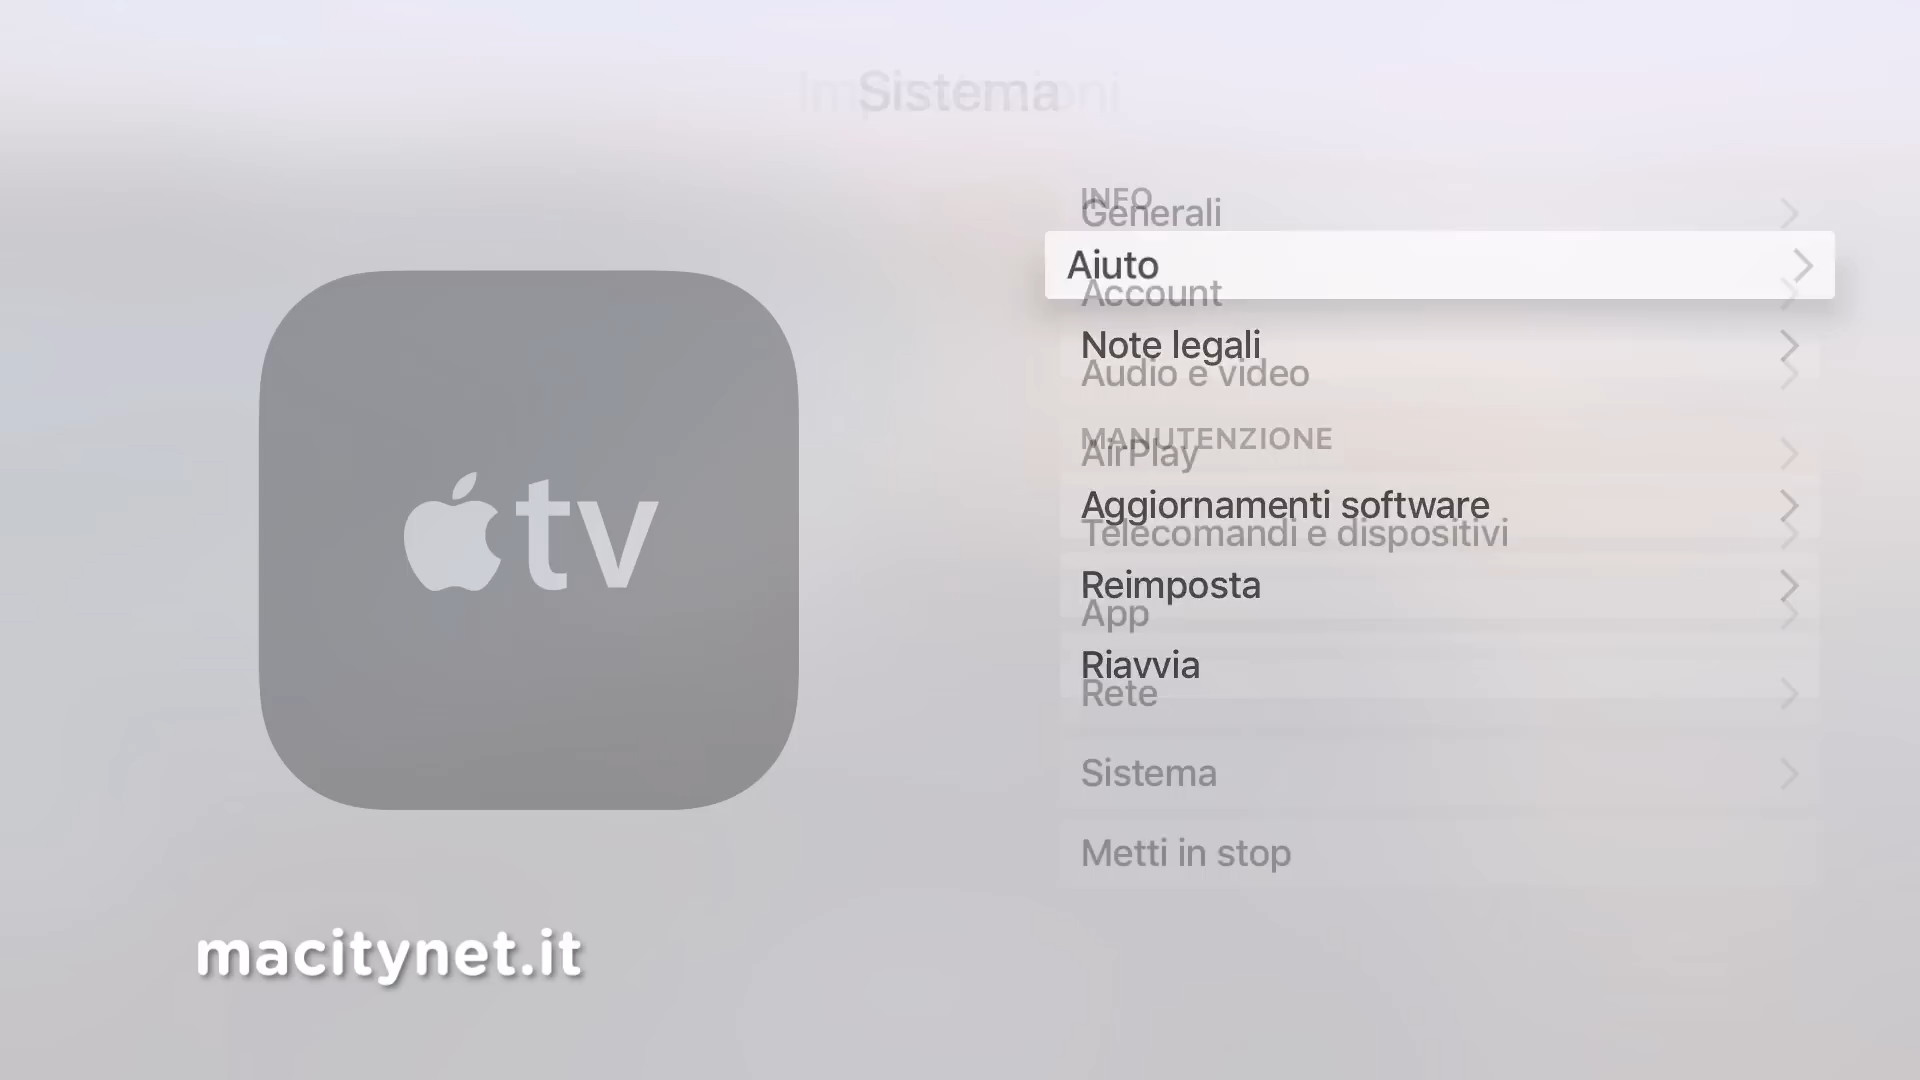 Impostazioni
Sistema
INFO
Generali
Aiuto
Account
Note legali
Audio e video
MANUTENZIONE
AirPlay
Aggiornamenti software
Telecomandi e dispositivi
Reimposta
App
Riavvia
Rete
Sistema
Metti in stop
tv
macitynet.it